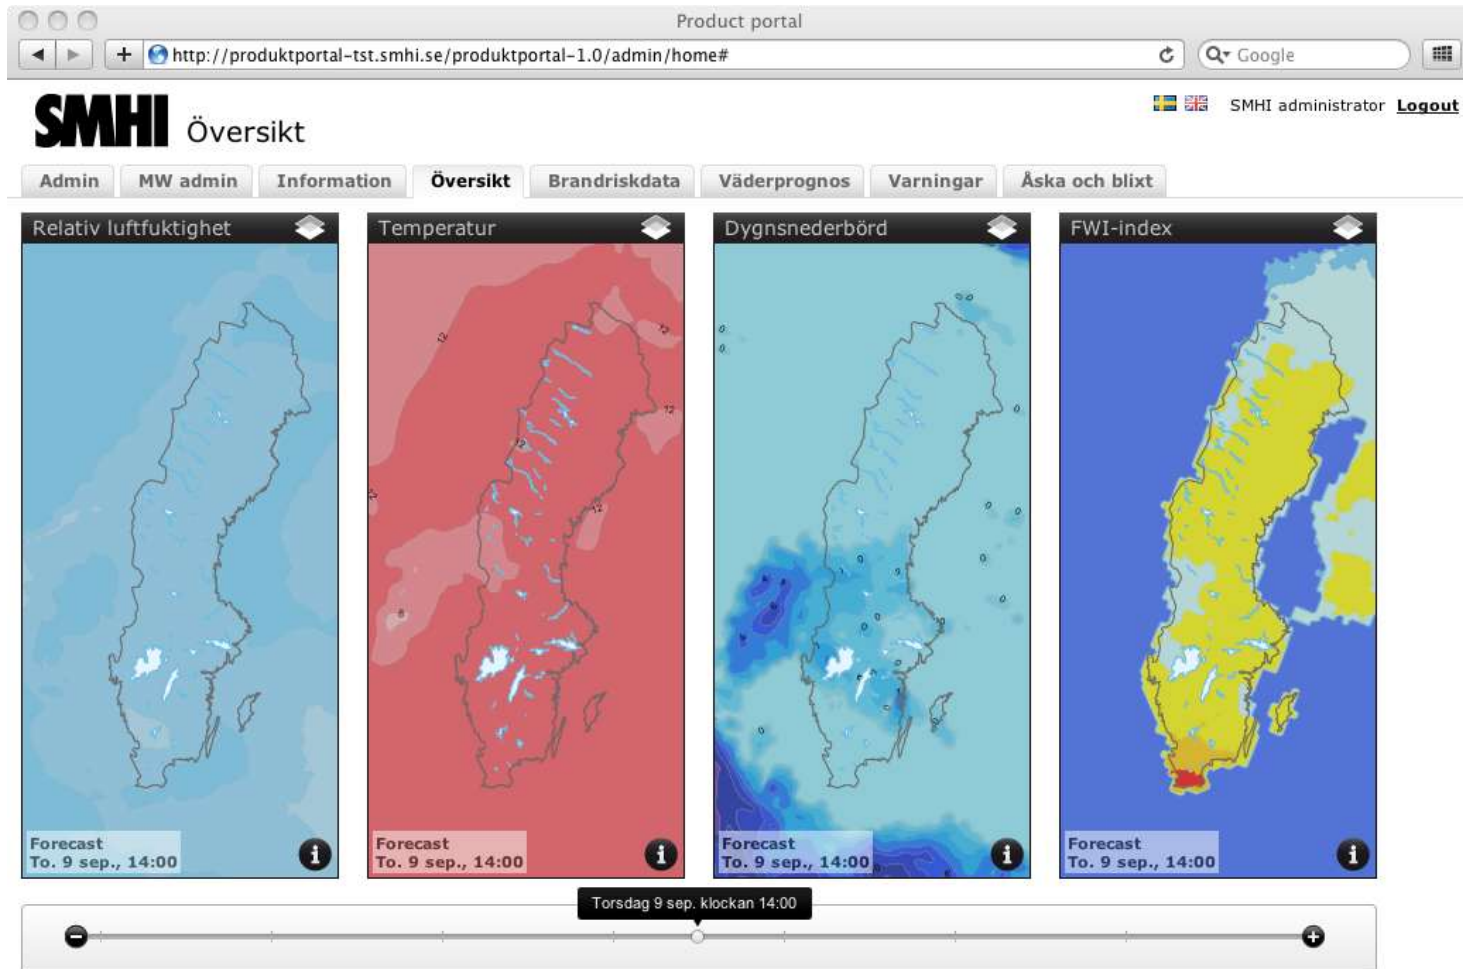 Product portal
http://produktportal-tst.smhi.se/produktportal-1.0/admin/home#
Google
SMHI Översikt
SMHI administrator Logout
Admin MW admin Information Översikt Brandriskdata Väderprognos Varningar Åska och blixt
Relativ luftfuktighet Temperatur Dygnsnederbörd FWI-index
Forecast
To. 9 sep., 14:00
Forecast
To. 9 sep., 14:00
Forecast
To. 9 sep., 14:00
Forecast
To. 9 sep., 14:00
Torsdag 9 sep. klockan 14:00